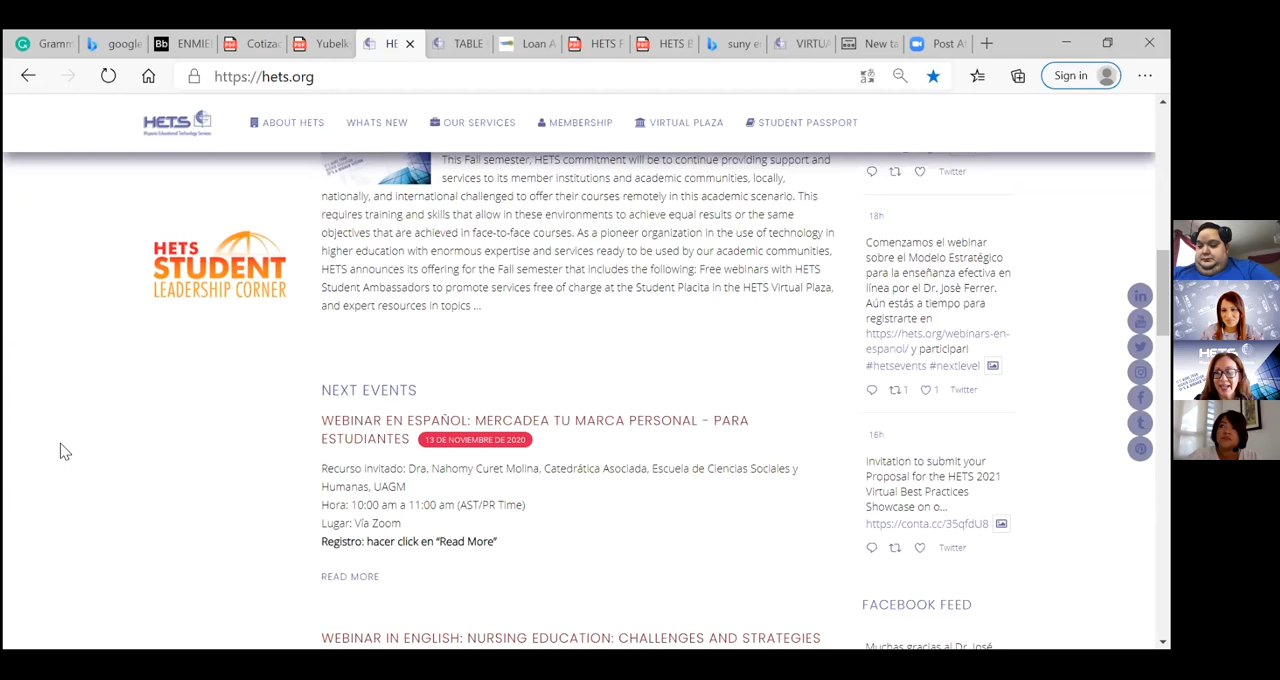 Gramm
google
Bb ENMIE
Cotiza
Yubelk
HE
TABLE
Loan A
HETS F
HETS B
suny e
VIRTUA
New ta
Post A
https://hets.org
Sign in
HETS
Hispanic Educational Technology Services
ABOUT HETS
WHATS NEW
OUR SERVICES
MEMBERSHIP
VIRTUAL PLAZA
STUDENT PASSPORT
HETS
STUDENT
LEADERSHIP CORNER
This Fall semester, HETS commitment will be to continue providing support and
services to its member institutions and academic communities, locally,
nationally, and international challenged to offer their courses remotely in this academic scenario. This
requires training and skills that allow in these environments to achieve equal results or the same
objectives that are achieved in face-to-face courses. As a pioneer organization in the use of technology in
higher education with enormous expertise and services ready to be used by our academic communities,
HETS announces its offering for the Fall semester that includes the following: Free webinars with HETS
Student Ambassadors to promote services free of charge at the Student Placita in the HETS Virtual Plaza,
and expert resources in topics ...
NEXT EVENTS
WEBINAR EN ESPAÑOL: MERCADEA TU MARCA PERSONAL – PARA
ESTUDIANTES 13 DE NOVIEMBRE DE 2020
Recurso invitado: Dra. Nahomy Curet Molina, Catedrática Asociada, Escuela de Ciencias Sociales y
Humanas, UAGM
Hora: 10:00 am a 11:00 am (AST/PR Time)
Lugar: Vía Zoom
Registro: hacer click en “Read More”
READ MORE
WEBINAR IN ENGLISH: NURSING EDUCATION: CHALLENGES AND STRATEGIES
Twitter
18h
Comenzamos el webinar
sobre el Modelo Estratégico
para la enseñanza efectiva en
línea por el Dr. Josè Ferrer.
Aún estás a tiempo para
registrarte en
https://hets.org/webinars-en-
espanol/ y participar!
#hetsevents #nextlevel
1 1 Twitter
16h
Invitation to submit your
Proposal for the HETS 2021
Virtual Best Practices
Showcase on o...
https://conta.cc/35qfdU8
Twitter
FACEBOOK FEED
Muchas gracias al Dr. José
HETS